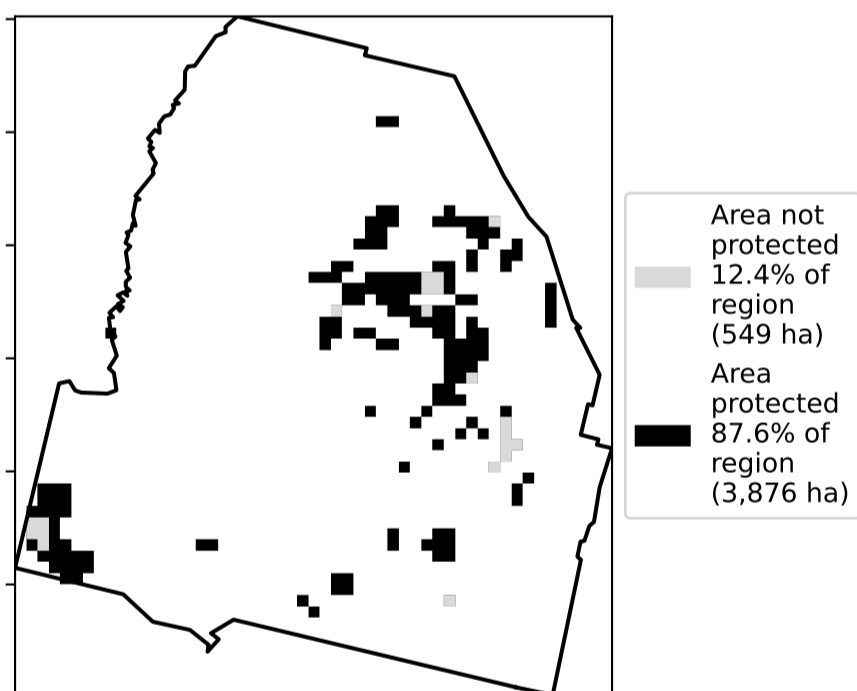 Area not
protected
12.4% of
region
(549 ha)
Area
protected
87.6% of
region
(3,876 ha)